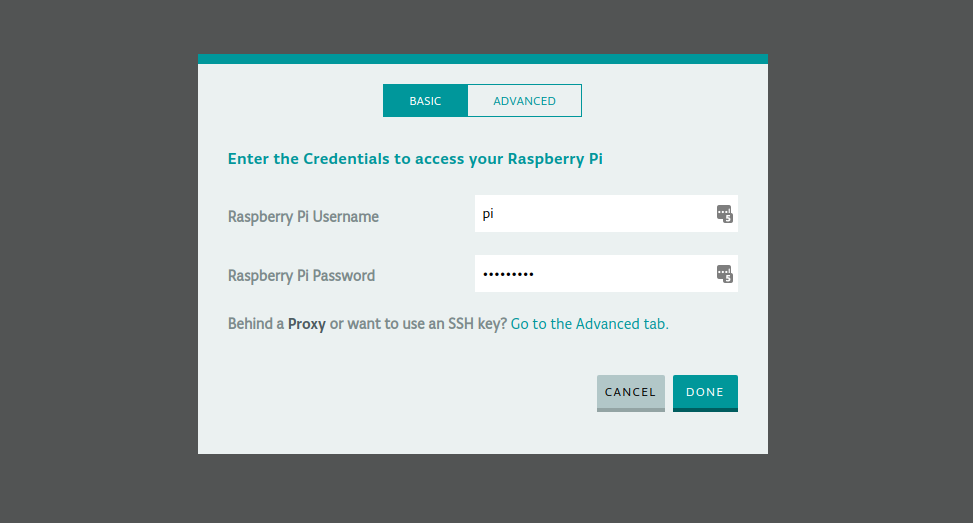 BASIC ADVANCED
Enter the Credentials to access your Raspberry Pi
Raspberry Pi Username pi
Raspberry Pi Password •••••••••
Behind a Proxy or want to use an SSH key? Go to the Advanced tab.
CANCEL DONE